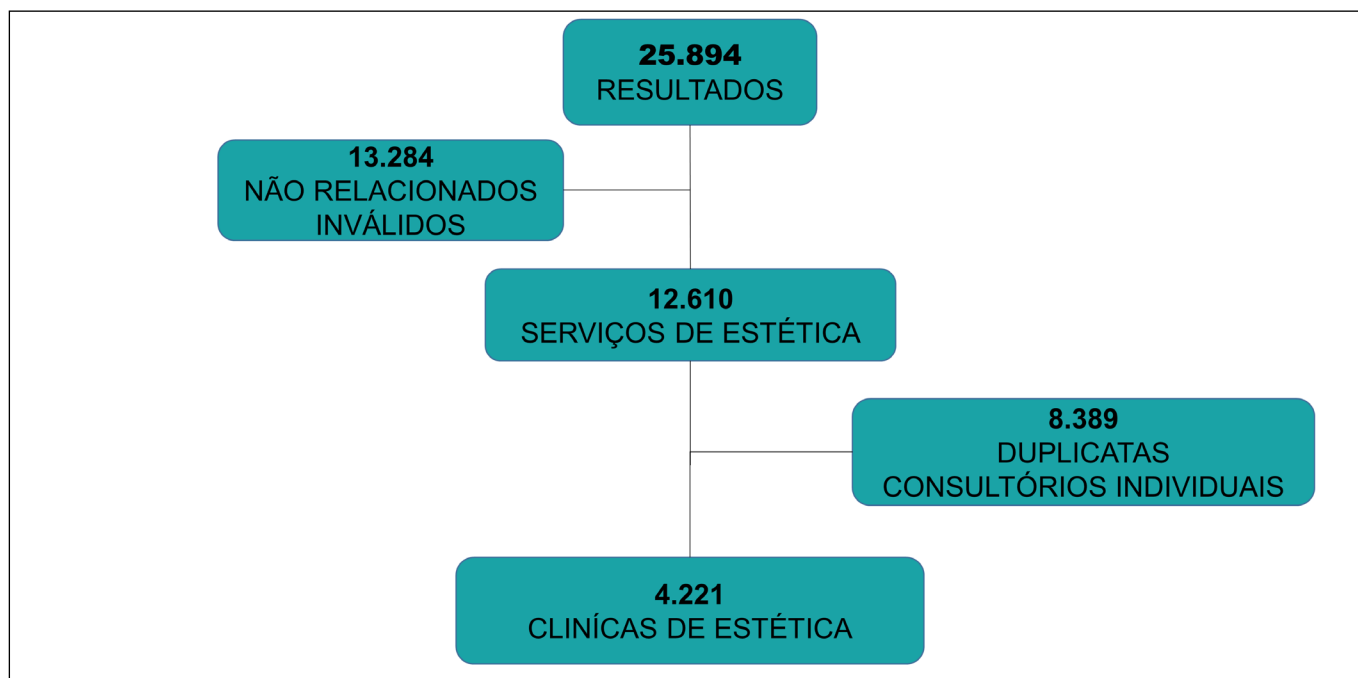 25.894
RESULTADOS
13.284
NÃO RELACIONADOS
INVÁLIDOS
12.610
SERVIÇOS DE ESTÉTICA
8.389
DUPLICATAS
CONSULTÓRIOS INDIVIDUAIS
4.221
CLINÍCAS DE ESTÉTICA